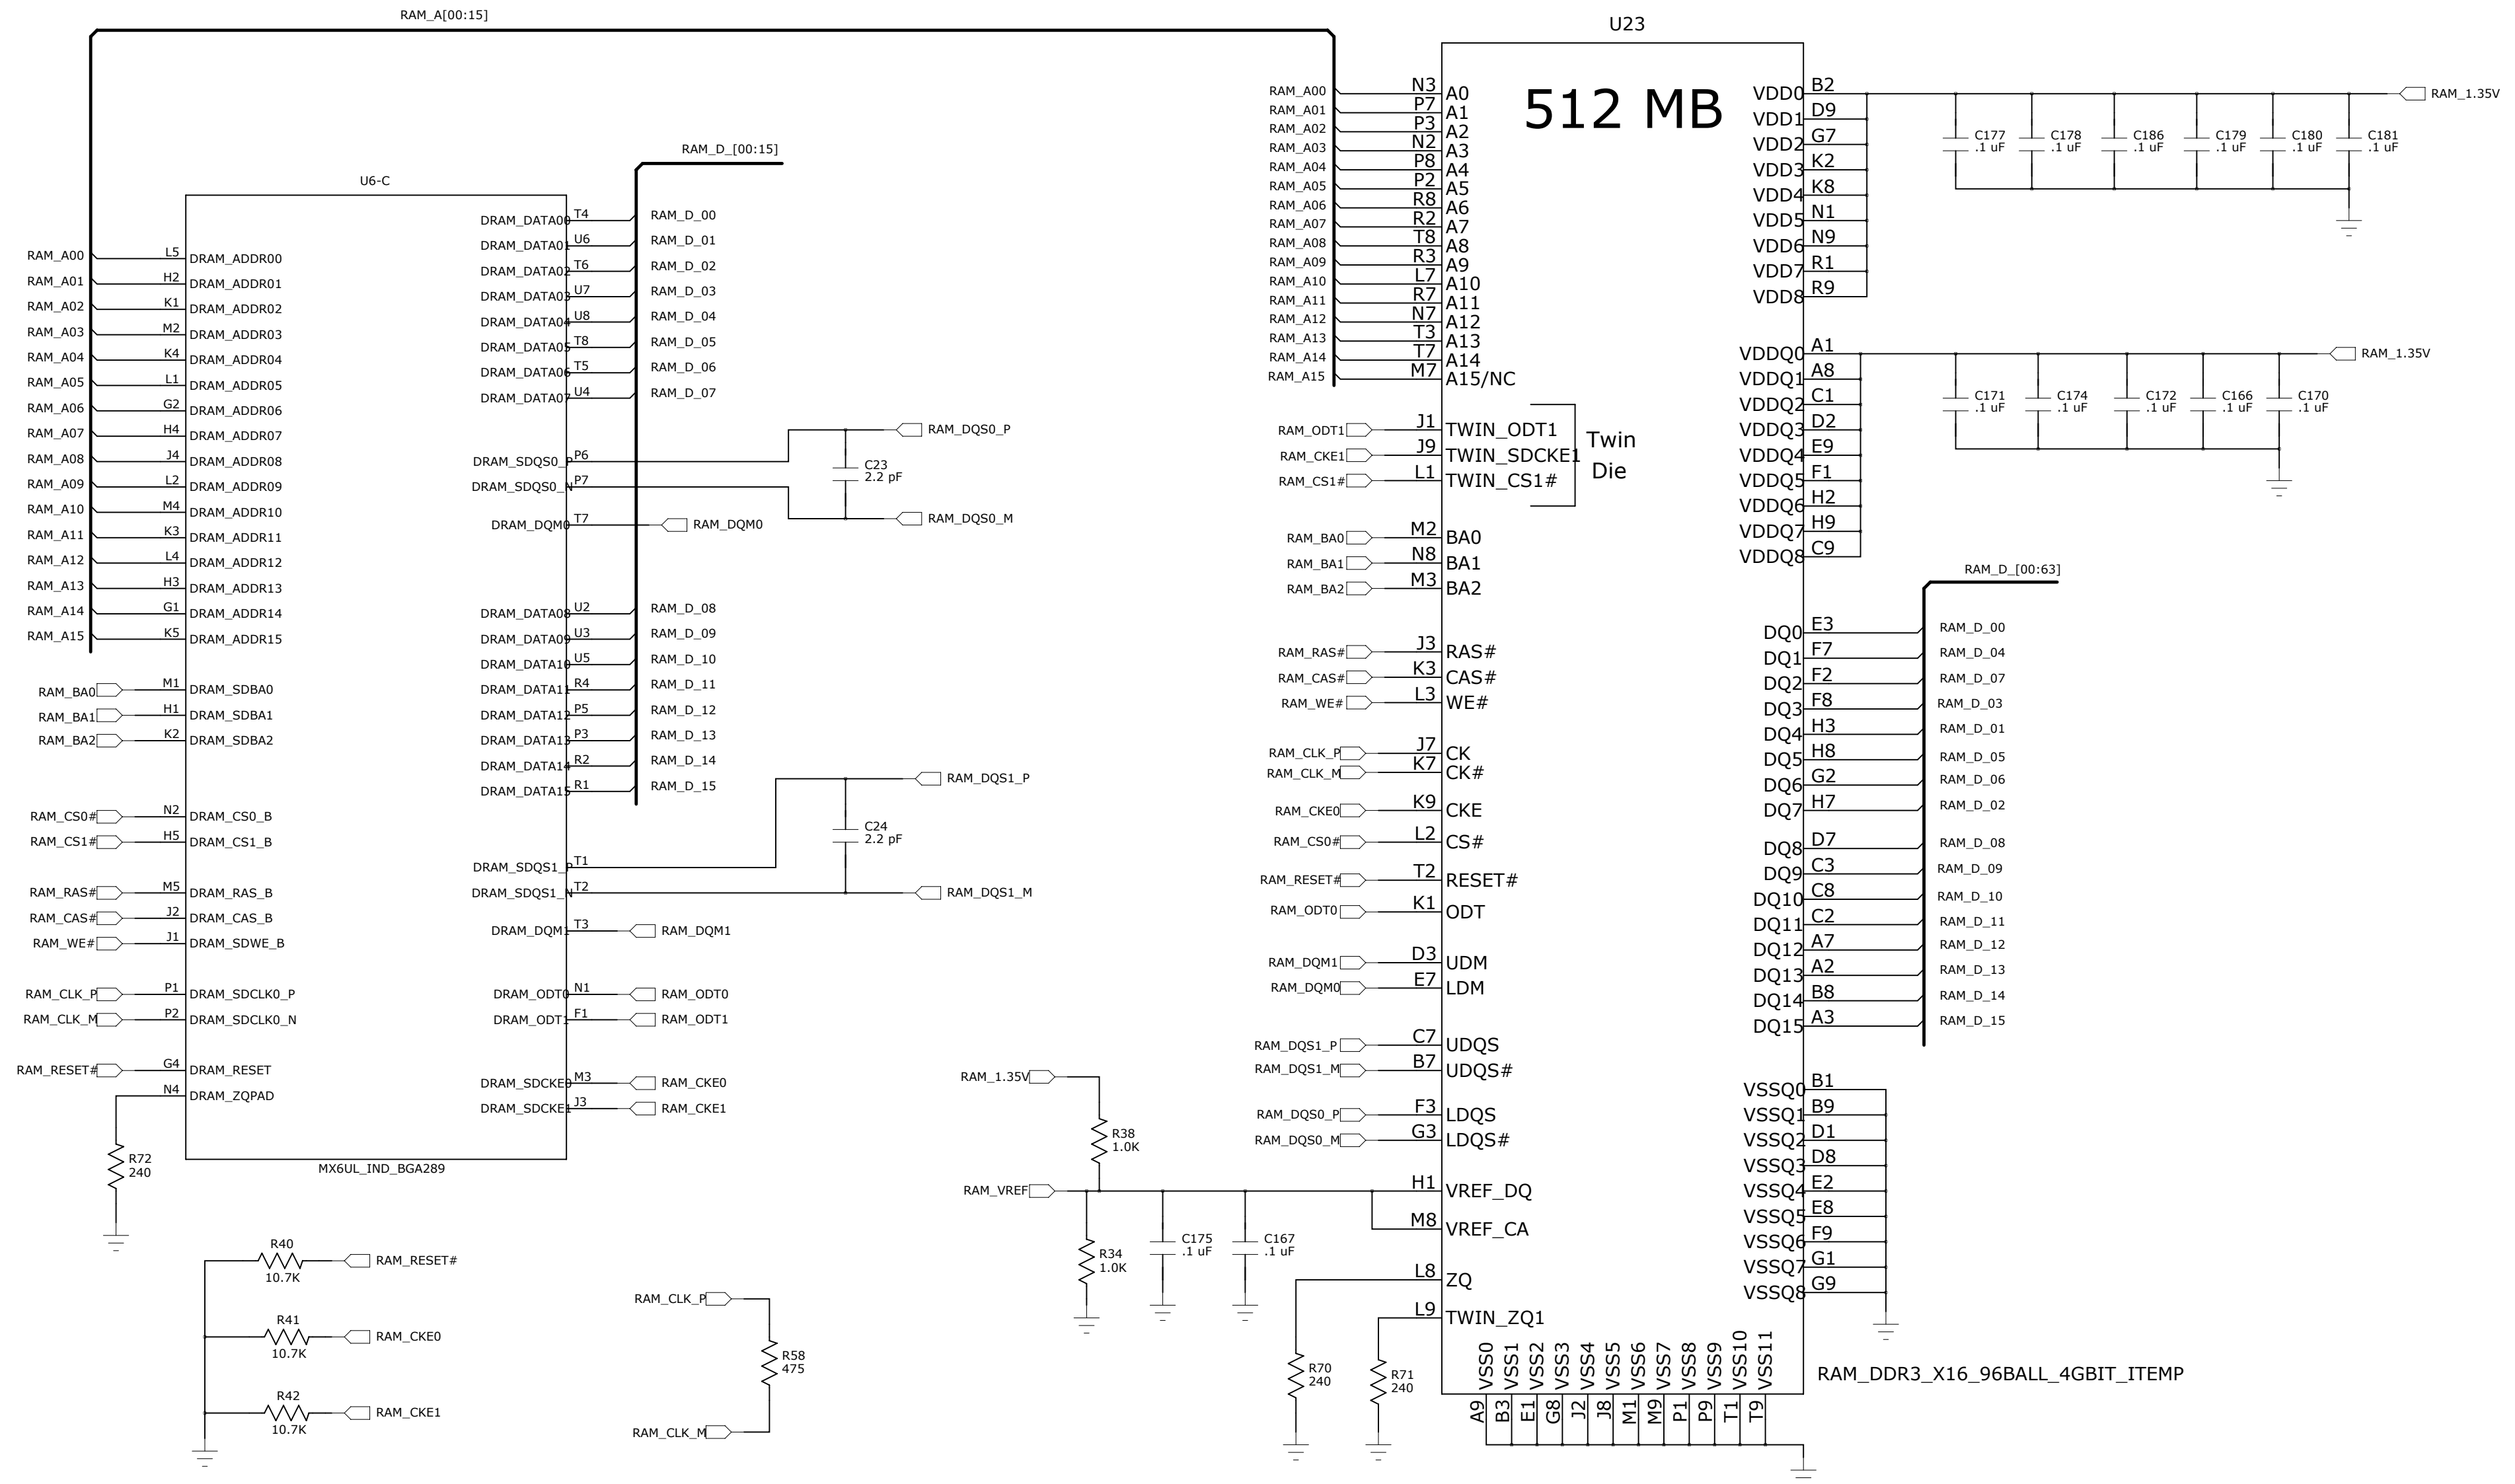 RAM_A[00:15]
U6-C
RAM_D_[00:15]
RAM_A00 L5 DRAM_ADDR00
RAM_A01 H2 DRAM_ADDR01
RAM_A02 K1 DRAM_ADDR02
RAM_A03 M2 DRAM_ADDR03
RAM_A04 K4 DRAM_ADDR04
RAM_A05 L1 DRAM_ADDR05
RAM_A06 G2 DRAM_ADDR06
RAM_A07 H4 DRAM_ADDR07
RAM_A08 J4 DRAM_ADDR08
RAM_A09 L2 DRAM_ADDR09
RAM_A10 M4 DRAM_ADDR10
RAM_A11 K3 DRAM_ADDR11
RAM_A12 L4 DRAM_ADDR12
RAM_A13 H3 DRAM_ADDR13
RAM_A14 G1 DRAM_ADDR14
RAM_A15 K5 DRAM_ADDR15
RAM_BA0 M1 DRAM_SDBA0
RAM_BA1 H1 DRAM_SDBA1
RAM_BA2 K2 DRAM_SDBA2
RAM_CS0# N2 DRAM_CS0_B
RAM_CS1# H5 DRAM_CS1_B
RAM_RAS# M5 DRAM_RAS_B
RAM_CAS# J2 DRAM_CAS_B
RAM_WE# J1 DRAM_SDWE_B
RAM_CLK_P P1 DRAM_SDCLK0_P
RAM_CLK_M P2 DRAM_SDCLK0_N
RAM_RESET# G4 DRAM_RESET
N4 DRAM_ZQPAD
R72
240
DRAM_DATA00 T4 RAM_D_00
DRAM_DATA01 U6 RAM_D_01
DRAM_DATA02 T6 RAM_D_02
DRAM_DATA03 U7 RAM_D_03
DRAM_DATA04 U8 RAM_D_04
DRAM_DATA05 T8 RAM_D_05
DRAM_DATA06 T5 RAM_D_06
DRAM_DATA07 U4 RAM_D_07
DRAM_SDQS0_P P6 RAM_DQS0_P
C23
2.2 pF
DRAM_SDQS0_N P7 RAM_DQS0_M
DRAM_DQM0 T7 RAM_DQM0
DRAM_DATA08 U2 RAM_D_08
DRAM_DATA09 U3 RAM_D_09
DRAM_DATA10 U5 RAM_D_10
DRAM_DATA11 R4 RAM_D_11
DRAM_DATA12 P5 RAM_D_12
DRAM_DATA13 P3 RAM_D_13
DRAM_DATA14 R2 RAM_D_14
DRAM_DATA15 R1 RAM_D_15
DRAM_SDQS1_P T1 RAM_DQS1_P
C24
2.2 pF
DRAM_SDQS1_N T2 RAM_DQS1_M
DRAM_DQM1 T3 RAM_DQM1
DRAM_ODT0 N1 RAM_ODT0
DRAM_ODT1 F1 RAM_ODT1
DRAM_SDCKE0 M3 RAM_CKE0
DRAM_SDCKE1 J3 RAM_CKE1
MX6UL_IND_BGA289
R40
10.7K
RAM_RESET#
R41
10.7K
RAM_CKE0
R42
10.7K
RAM_CKE1
RAM_CLK_P
R58
475
RAM_CLK_M
U23
512 MB
RAM_A00 N3 A0
RAM_A01 P7 A1
RAM_A02 P3 A2
RAM_A03 N2 A3
RAM_A04 P8 A4
RAM_A05 P2 A5
RAM_A06 R8 A6
RAM_A07 R2 A7
RAM_A08 T8 A8
RAM_A09 R3 A9
RAM_A10 L7 A10
RAM_A11 R7 A11
RAM_A12 N7 A12
RAM_A13 T3 A13
RAM_A14 T7 A14
RAM_A15 M7 A15/NC
RAM_ODT1 J1 TWIN_ODT1
RAM_CKE1 J9 TWIN_SDCKE1
RAM_CS1# L1 TWIN_CS1#
Twin
Die
RAM_BA0 M2 BA0
RAM_BA1 N8 BA1
RAM_BA2 M3 BA2
RAM_RAS# J3 RAS#
RAM_CAS# K3 CAS#
RAM_WE# L3 WE#
RAM_CLK_P J7 CK
RAM_CLK_M K7 CK#
RAM_CKE0 K9 CKE
RAM_CS0# L2 CS#
RAM_RESET# T2 RESET#
RAM_ODT0 K1 ODT
RAM_DQM1 D3 UDM
RAM_DQM0 E7 LDM
RAM_DQS1_P C7 UDQS
RAM_DQS1_M B7 UDQS#
RAM_DQS0_P F3 LDQS
RAM_DQS0_M G3 LDQS#
RAM_1.35V
R38
1.0K
RAM_VREF H1 VREF_DQ
M8 VREF_CA
R34
1.0K
C175
.1 uF
C167
.1 uF
L8 ZQ
L9 TWIN_ZQ1
R70
240
R71
240
VDD0 B2 RAM_1.35V
VDD1 D9
VDD2 G7
VDD3 K2
VDD4 K8
VDD5 N1
VDD6 N9
VDD7 R1
VDD8 R9
C177
.1 uF
C178
.1 uF
C186
.1 uF
C179
.1 uF
C180
.1 uF
C181
.1 uF
VDDQ0 A1 RAM_1.35V
VDDQ1 A8
VDDQ2 C1
VDDQ3 D2
VDDQ4 E9
VDDQ5 F1
VDDQ6 H2
VDDQ7 H9
VDDQ8 C9
C171
.1 uF
C174
.1 uF
C172
.1 uF
C166
.1 uF
C170
.1 uF
RAM_D_[00:63]
DQ0 E3 RAM_D_00
DQ1 F7 RAM_D_04
DQ2 F2 RAM_D_07
DQ3 F8 RAM_D_03
DQ4 H3 RAM_D_01
DQ5 H8 RAM_D_05
DQ6 G2 RAM_D_06
DQ7 H7 RAM_D_02
DQ8 D7 RAM_D_08
DQ9 C3 RAM_D_09
DQ10 C8 RAM_D_10
DQ11 C2 RAM_D_11
DQ12 A7 RAM_D_12
DQ13 A2 RAM_D_13
DQ14 B8 RAM_D_14
DQ15 A3 RAM_D_15
VSSQ0 B1
VSSQ1 B9
VSSQ2 D1
VSSQ3 D8
VSSQ4 E2
VSSQ5 E8
VSSQ6 F9
VSSQ7 G1
VSSQ8 G9
VSS0 A9
VSS1 B3
VSS2 E1
VSS3 G8
VSS4 J2
VSS5 J8
VSS6 M1
VSS7 M9
VSS8 P1
VSS9 P9
VSS10 T1
VSS11 T9
RAM_DDR3_X16_96BALL_4GBIT_ITEMP